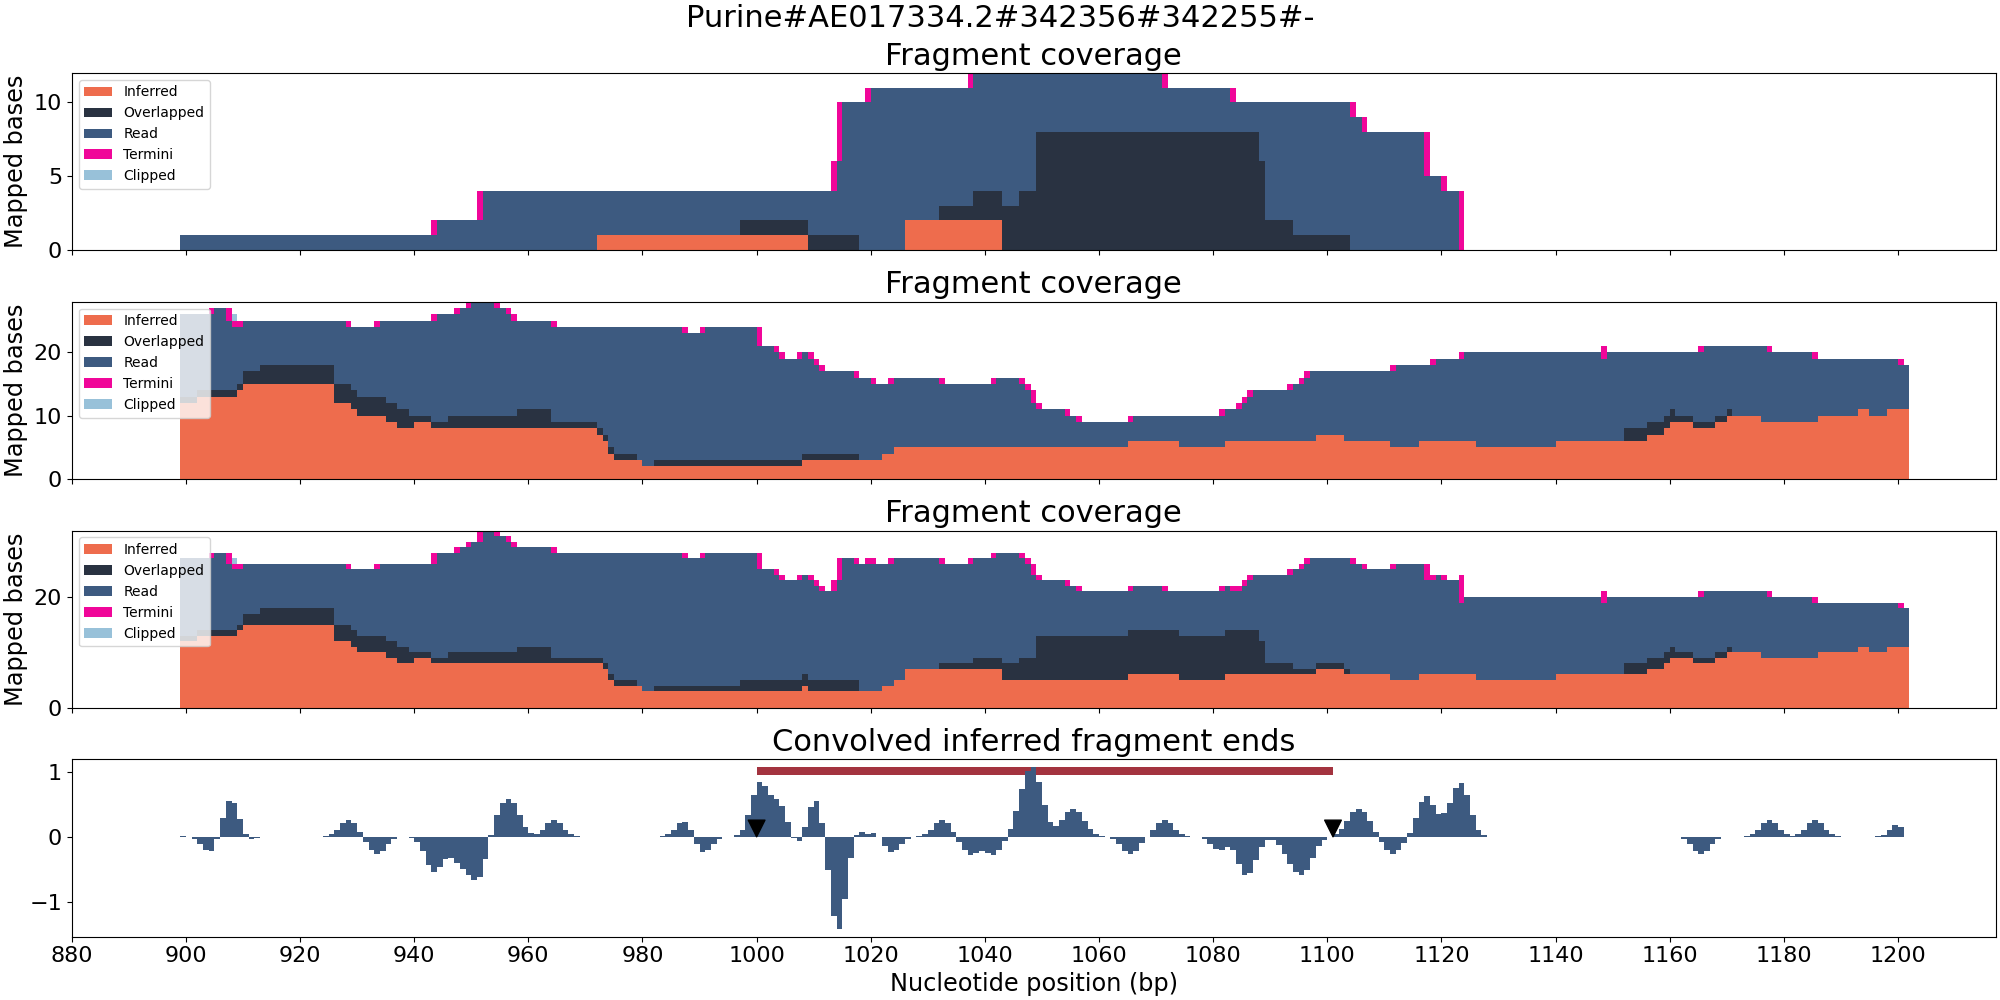 Purine#AE017334.2#342356#342255#-
Fragment coverage
Mapped bases
10
5
0
Inferred
Overlapped
Read
Termini
Clipped
Fragment coverage
Mapped bases
20
10
0
Inferred
Overlapped
Read
Termini
Clipped
Fragment coverage
Mapped bases
20
0
Inferred
Overlapped
Read
Termini
Clipped
Convolved inferred fragment ends
1
0
−1
880 900 920 940 960 980 1000 1020 1040 1060 1080 1100 1120 1140 1160 1180 1200
Nucleotide position (bp)